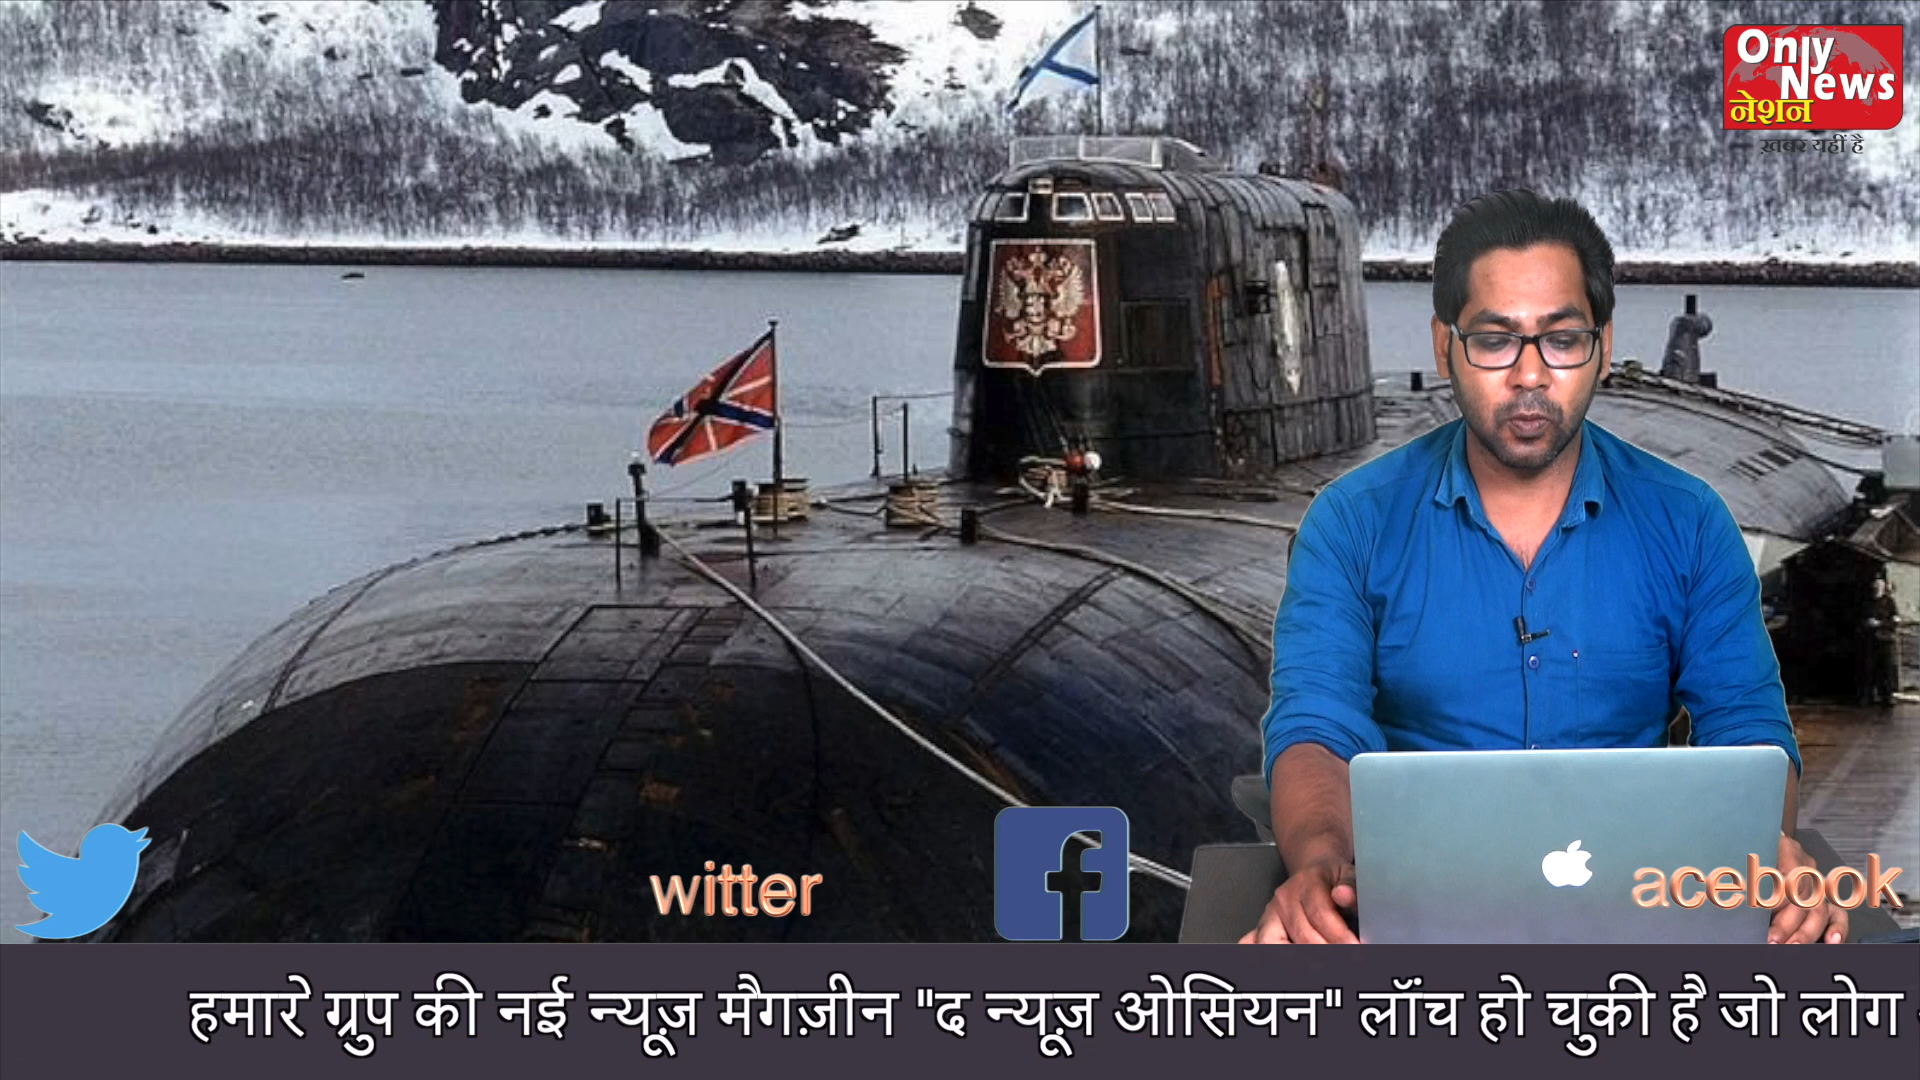 Only
News
नेशन
ख़बर यहीं है
witter
acebook
हमारे ग्रुप की नई न्यूज़ मैगज़ीन "द न्यूज़ ओसियन" लॉंच हो चुकी है जो लोग